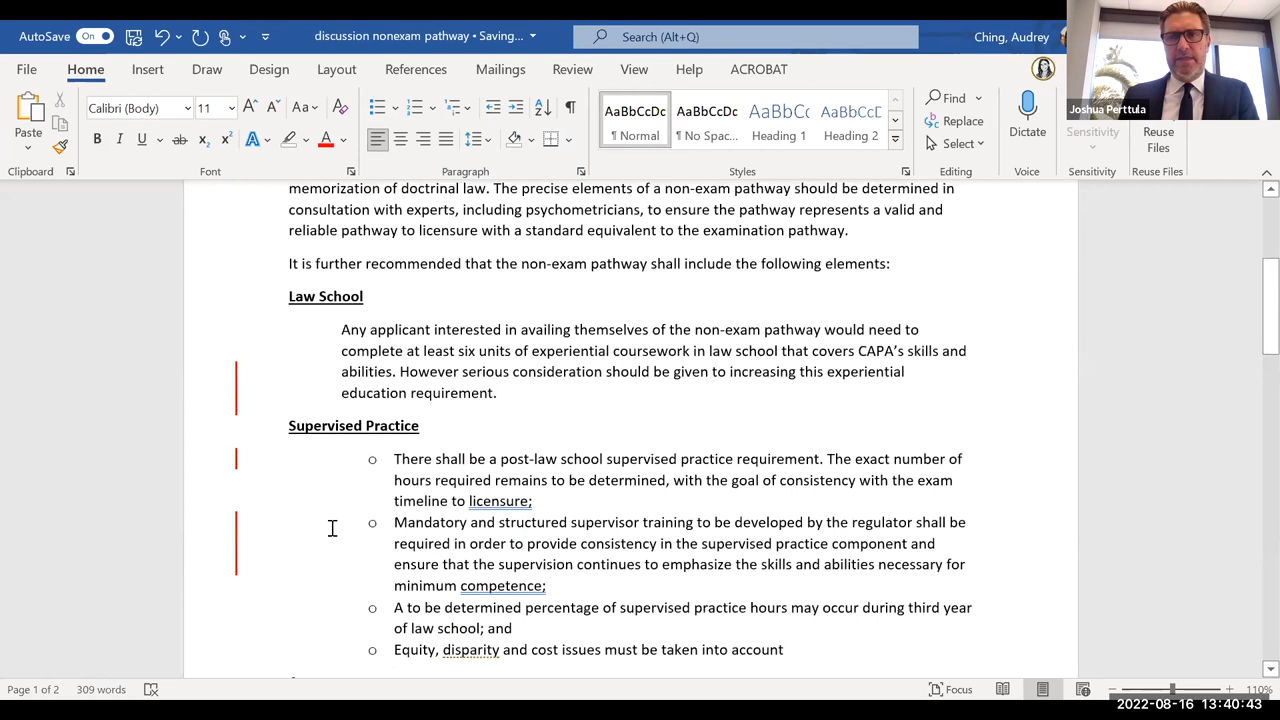 AutoSave On discussion nonexam pathway • Saving... Search (Alt+Q) Ching, Audrey
File Home Insert Draw Design Layout References Mailings Review View Help ACROBAT
Joshua Perttula
Paste Calibri (Body) 11 AaBbCcDc AaBbCcDc AaBbCc AaBbCcD Find Dictate Sensitivity Reuse Files
¶ Normal ¶ No Spac... Heading 1 Heading 2 Replace
Select
Clipboard Font Paragraph Styles Editing Voice Sensitivity Reuse Files
memorization of doctrinal law. The precise elements of a non-exam pathway should be determined in
consultation with experts, including psychometricians, to ensure the pathway represents a valid and
reliable pathway to licensure with a standard equivalent to the examination pathway.
It is further recommended that the non-exam pathway shall include the following elements:
Law School
Any applicant interested in availing themselves of the non-exam pathway would need to
complete at least six units of experiential coursework in law school that covers CAPA's skills and
abilities. However serious consideration should be given to increasing this experiential
education requirement.
Supervised Practice
o There shall be a post-law school supervised practice requirement. The exact number of
hours required remains to be determined, with the goal of consistency with the exam
timeline to licensure;
o Mandatory and structured supervisor training to be developed by the regulator shall be
required in order to provide consistency in the supervised practice component and
ensure that the supervision continues to emphasize the skills and abilities necessary for
minimum competence;
o A to be determined percentage of supervised practice hours may occur during third year
of law school; and
o Equity, disparity and cost issues must be taken into account
Page 1 of 2 309 words Focus 110%
2022-08-16 13:40:43